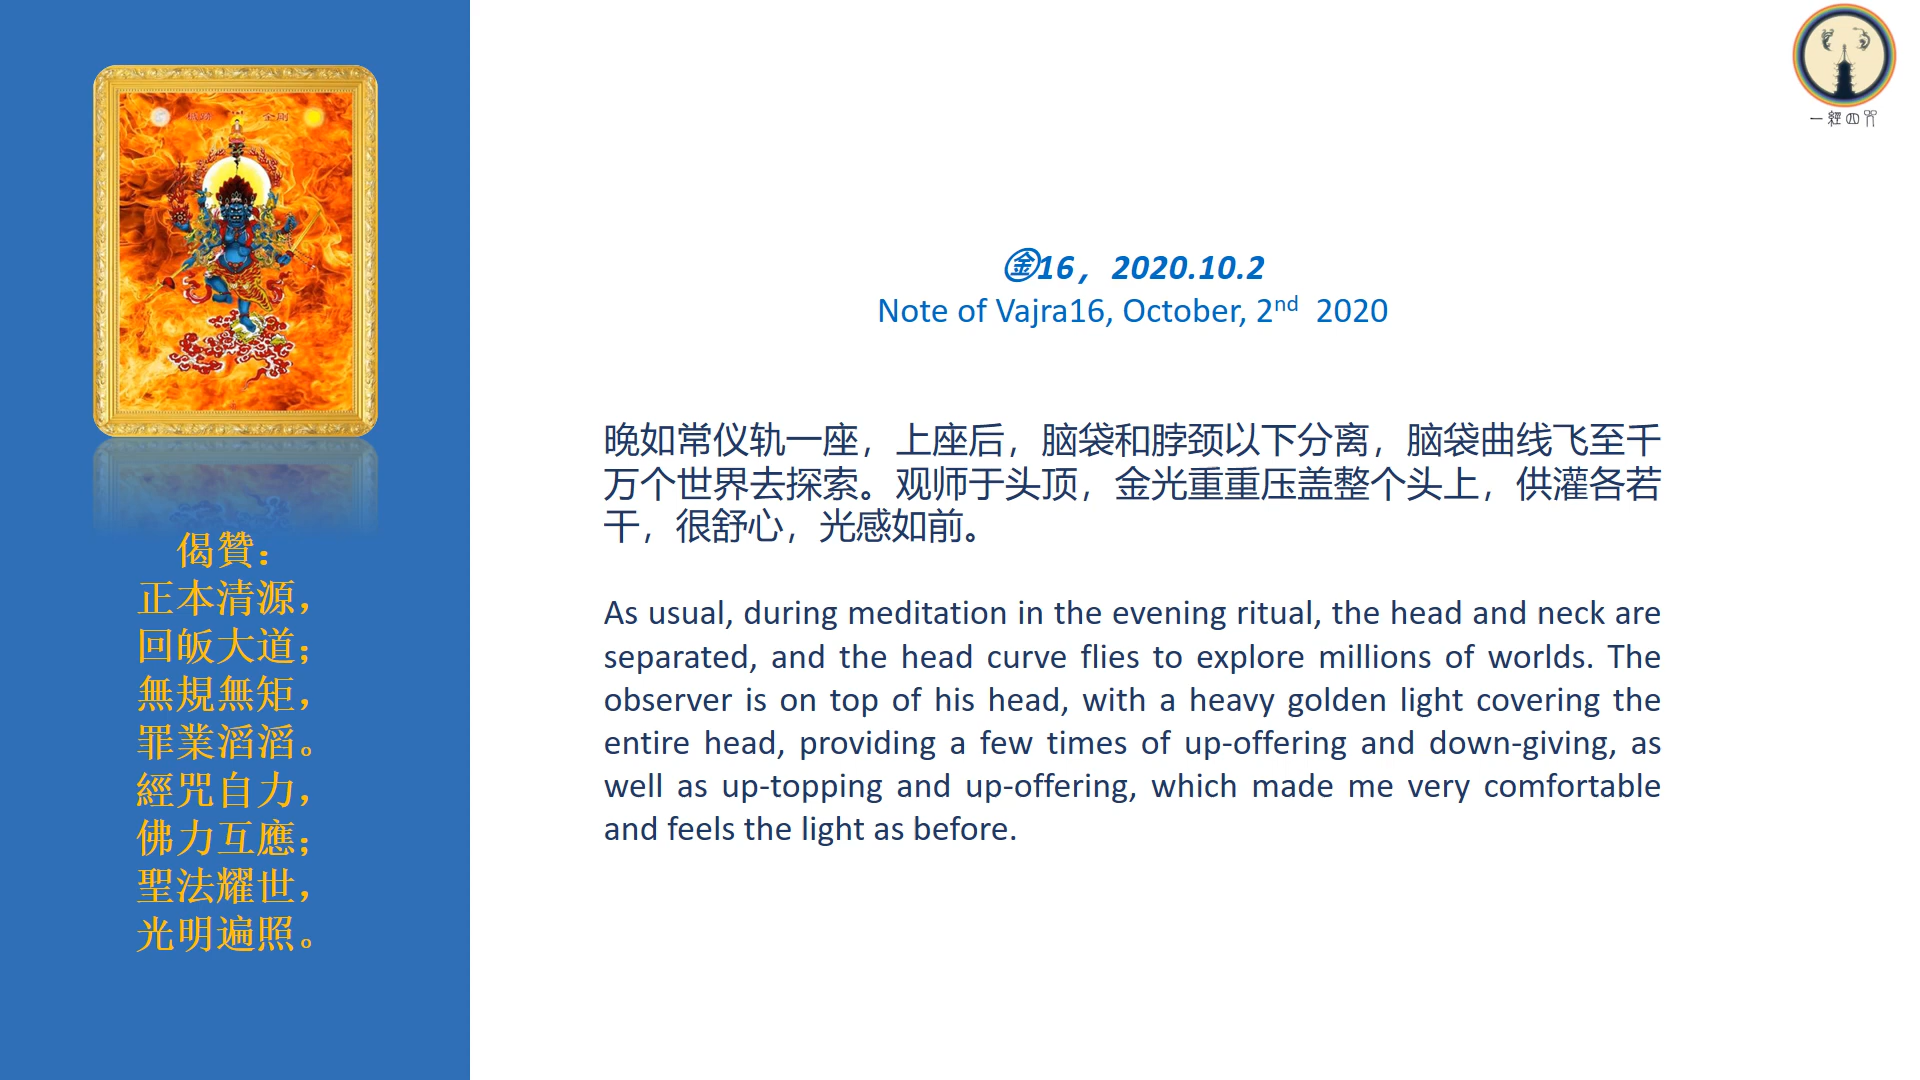 金剛
一經四咒
㊎16，2020.10.2
Note of Vajra16, October, 2nd 2020
晚如常仪轨一座，上座后，脑袋和脖颈以下分离，脑袋曲线飞至千
万个世界去探索。观师于头顶，金光重重压盖整个头上，供灌各若
干，很舒心，光感如前。
As usual, during meditation in the evening ritual, the head and neck are
separated, and the head curve flies to explore millions of worlds. The
observer is on top of his head, with a heavy golden light covering the
entire head, providing a few times of up-offering and down-giving, as
well as up-topping and up-offering, which made me very comfortable
and feels the light as before.
偈贊：
正本清源，
回皈大道；
無規無矩，
罪業滔滔。
經咒自力，
佛力互應；
聖法耀世，
光明遍照。